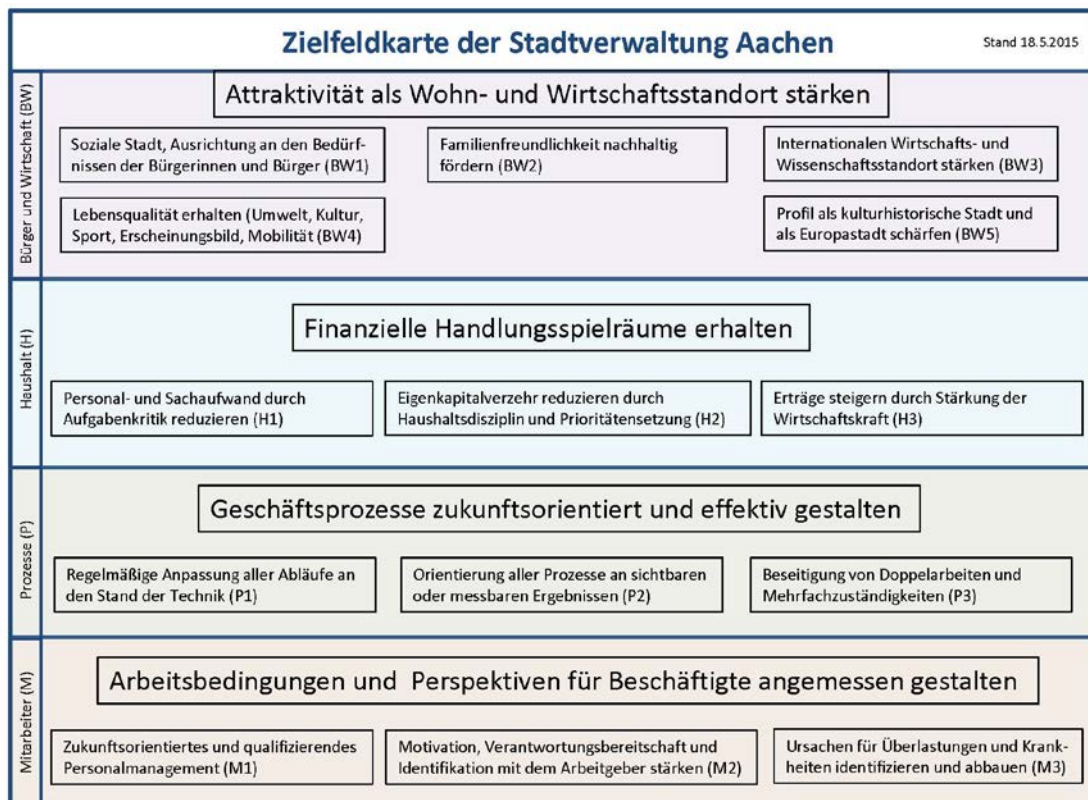 Zielfeldkarte der Stadtverwaltung Aachen
Stand 18.5.2015
Bürger und Wirtschaft (BW)
Attraktivität als Wohn- und Wirtschaftsstandort stärken
Soziale Stadt, Ausrichtung an den Bedürf-
nissen der Bürgerinnen und Bürger (BW1)
Familienfreundlichkeit nachhaltig
fördern (BW2)
Internationalen Wirtschafts- und
Wissenschaftsstandort stärken (BW3)
Lebensqualität erhalten (Umwelt, Kultur,
Sport, Erscheinungsbild, Mobilität (BW4)
Profil als kulturhistorische Stadt und
als Europastadt schärfen (BW5)
Haushalt (H)
Finanzielle Handlungsspielräume erhalten
Personal- und Sachaufwand durch
Aufgabenkritik reduzieren (H1)
Eigenkapitalverzehr reduzieren durch
Haushaltsdisziplin und Prioritätensetzung (H2)
Erträge steigern durch Stärkung der
Wirtschaftskraft (H3)
Prozesse (P)
Geschäftsprozesse zukunftsorientiert und effektiv gestalten
Regelmäßige Anpassung aller Abläufe an
den Stand der Technik (P1)
Orientierung aller Prozesse an sichtbaren
oder messbaren Ergebnissen (P2)
Beseitigung von Doppelarbeiten und
Mehrfachzuständigkeiten (P3)
Mitarbeiter (M)
Arbeitsbedingungen und Perspektiven für Beschäftigte angemessen gestalten
Zukunftsorientiertes und qualifizierendes
Personalmanagement (M1)
Motivation, Verantwortungsbereitschaft und
Identifikation mit dem Arbeitgeber stärken (M2)
Ursachen für Überlastungen und Krank-
heiten identifizieren und abbauen (M3)